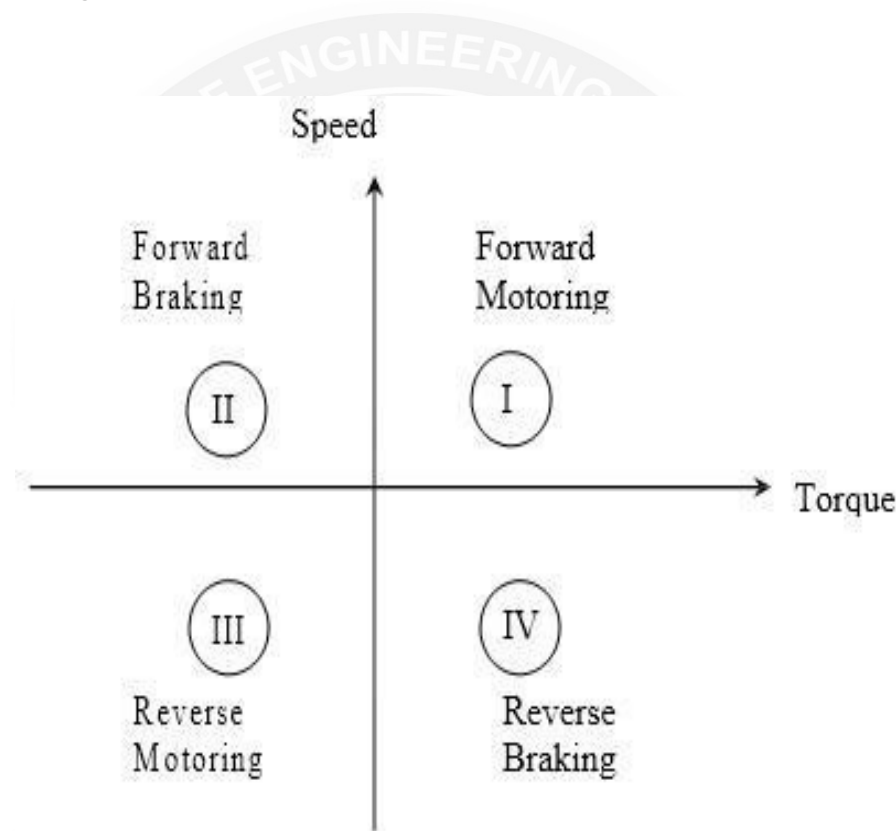 E ENGINEERING
Speed
Forward
Braking
Forward
Motoring
II
I
Torque
III
IV
Reverse
Motoring
Reverse
Braking